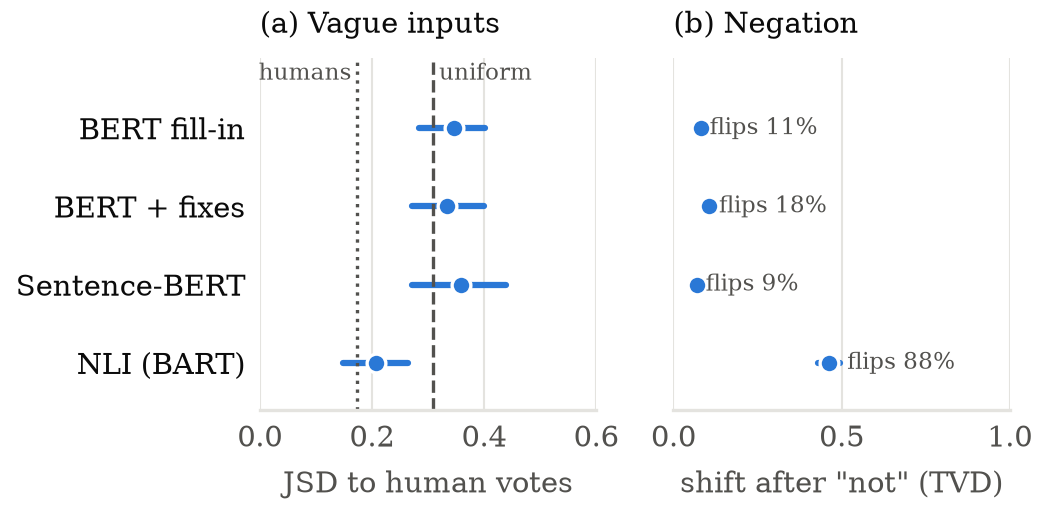 (a) Vague inputs
(b) Negation
humans
uniform
BERT fill-in
flips 11%
BERT + fixes
flips 18%
Sentence-BERT
flips 9%
NLI (BART)
flips 88%
0.0 0.2 0.4 0.6
0.0 0.5 1.0
JSD to human votes
shift after "not" (TVD)